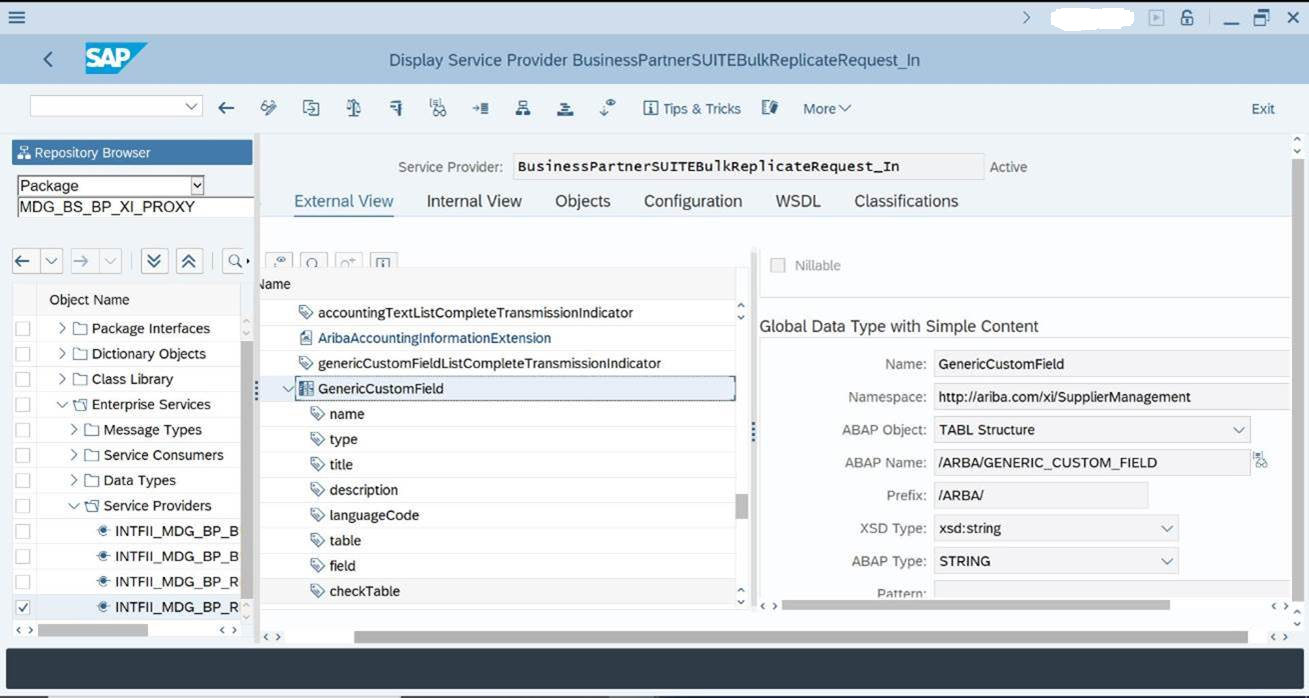 SAP
Display Service Provider BusinessPartnerSUITEBulkReplicateRequest_In
Tips & Tricks
More
Exit
Repository Browser
Package
MDG_BS_BP_XI_PROXY
Object Name
Package Interfaces
Dictionary Objects
Class Library
Enterprise Services
Message Types
Service Consumers
Data Types
Service Providers
INTFII_MDG_BP_B
INTFII_MDG_BP_B
INTFII_MDG_BP_R
INTFII_MDG_BP_R
Service Provider: BusinessPartnerSUITEBulkReplicateRequest_In Active
External View Internal View Objects Configuration WSDL Classifications
Name
accountingTextListCompleteTransmissionIndicator
AribaAccountingInformationExtension
genericCustomFieldListCompleteTransmissionIndicator
GenericCustomField
name
type
title
description
languageCode
table
field
checkTable
Nillable
Global Data Type with Simple Content
Name: GenericCustomField
Namespace: http://ariba.com/xi/SupplierManagement
ABAP Object: TABL Structure
ABAP Name: /ARBA/GENERIC_CUSTOM_FIELD
Prefix: /ARBA/
XSD Type: xsd:string
ABAP Type: STRING
Pattern: